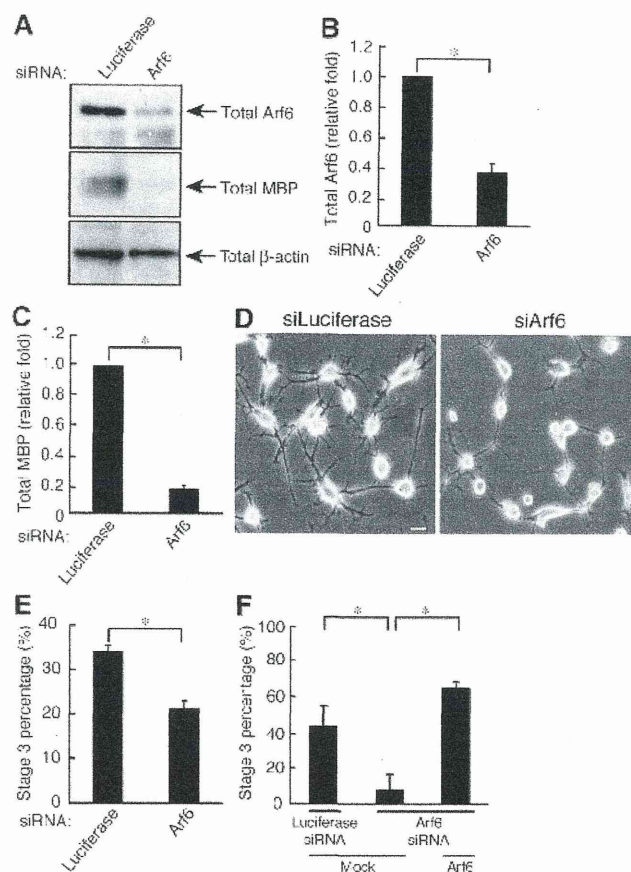 A
siRNA:
Luciferase
Arf6
Total Arf6
Total MBP
Total β-actin
B
Total Arf6 (relative fold)
1.2
1.0
0.8
0.6
0.4
0.2
0
*
siRNA:
Luciferase
Arf6
C
Total MBP (relative fold)
1.2
1.0
0.8
0.6
0.4
0.2
0
*
siRNA:
Luciferase
Arf6
D
siLuciferase
siArf6
E
Stage 3 percentage (%)
40
30
20
10
0
*
siRNA:
Luciferase
Arf6
F
Stage 3 percentage (%)
100
80
60
40
20
0
*
*
Luciferase
siRNA
Arf6
siRNA
Mock
Arf6